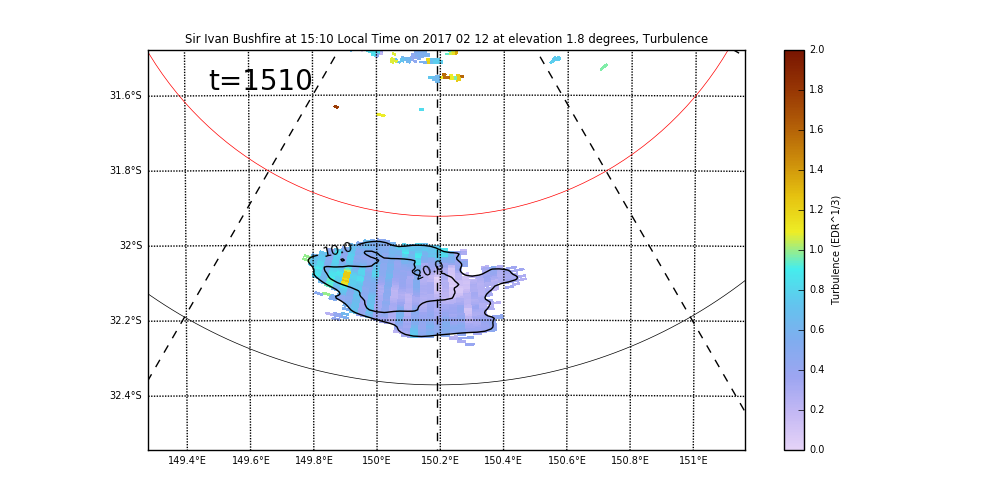 Sir Ivan Bushfire at 15:10 Local Time on 2017 02 12 at elevation 1.8 degrees, Turbulence
t=1510
31.6°S
31.8°S
32°S
32.2°S
32.4°S
10.0
20.0
149.4°E 149.6°E 149.8°E 150°E 150.2°E 150.4°E 150.6°E 150.8°E 151°E
2.0
1.8
1.6
1.4
1.2
1.0
0.8
0.6
0.4
0.2
0.0
Turbulence (EDR^1/3)